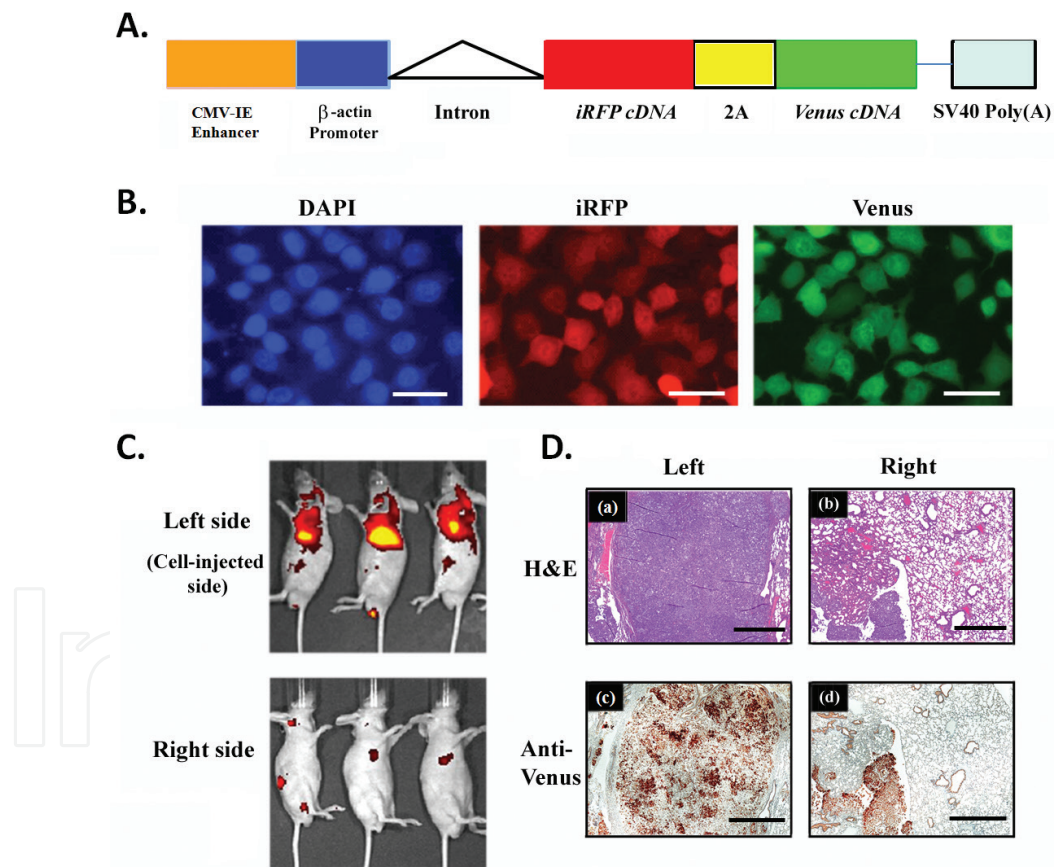 A.
CMV-IE
Enhancer
β-actin
Promoter
Intron
iRFP cDNA
2A
Venus cDNA
SV40 Poly(A)
B.
DAPI
iRFP
Venus
C.
Left side
(Cell-injected
side)
Right side
D.
Left
Right
H&E
(a)
(b)
Anti-
Venus
(c)
(d)